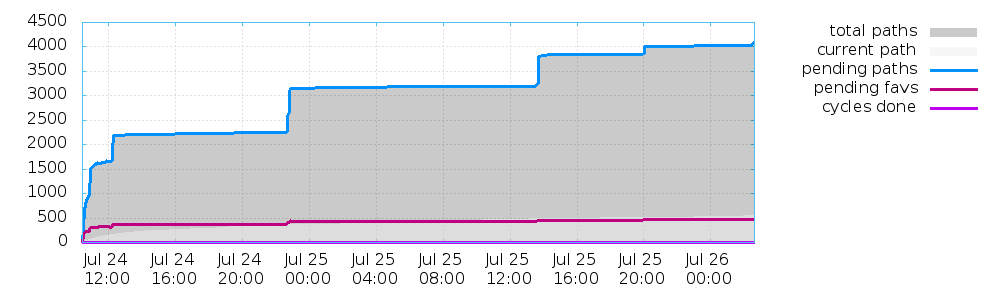 4500
4000
3500
3000
2500
2000
1500
1000
500
0
Jul 24 Jul 24 Jul 24 Jul 25 Jul 25 Jul 25 Jul 25 Jul 25 Jul 25 Jul 26
12:00 16:00 20:00 00:00 04:00 08:00 12:00 16:00 20:00 00:00
total paths
current path
pending paths
pending favs
cycles done